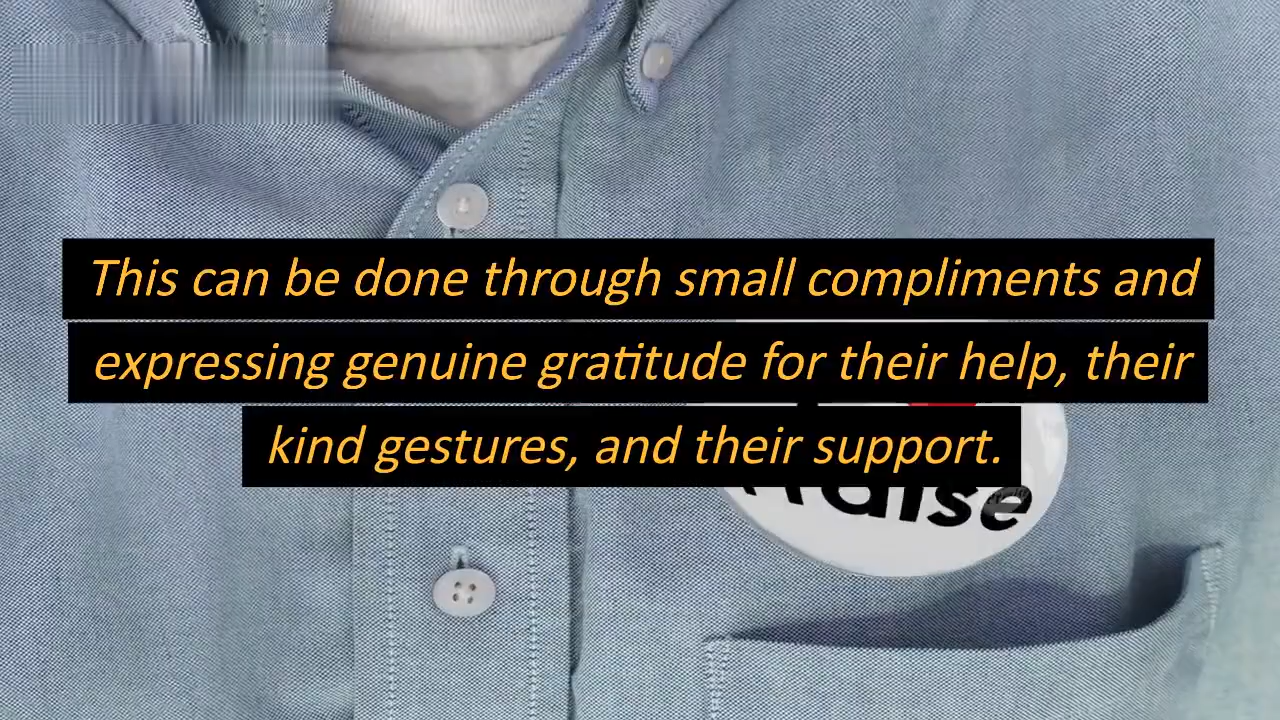 This can be done through small compliments and
expressing genuine gratitude for their help, their
kind gestures, and their support.